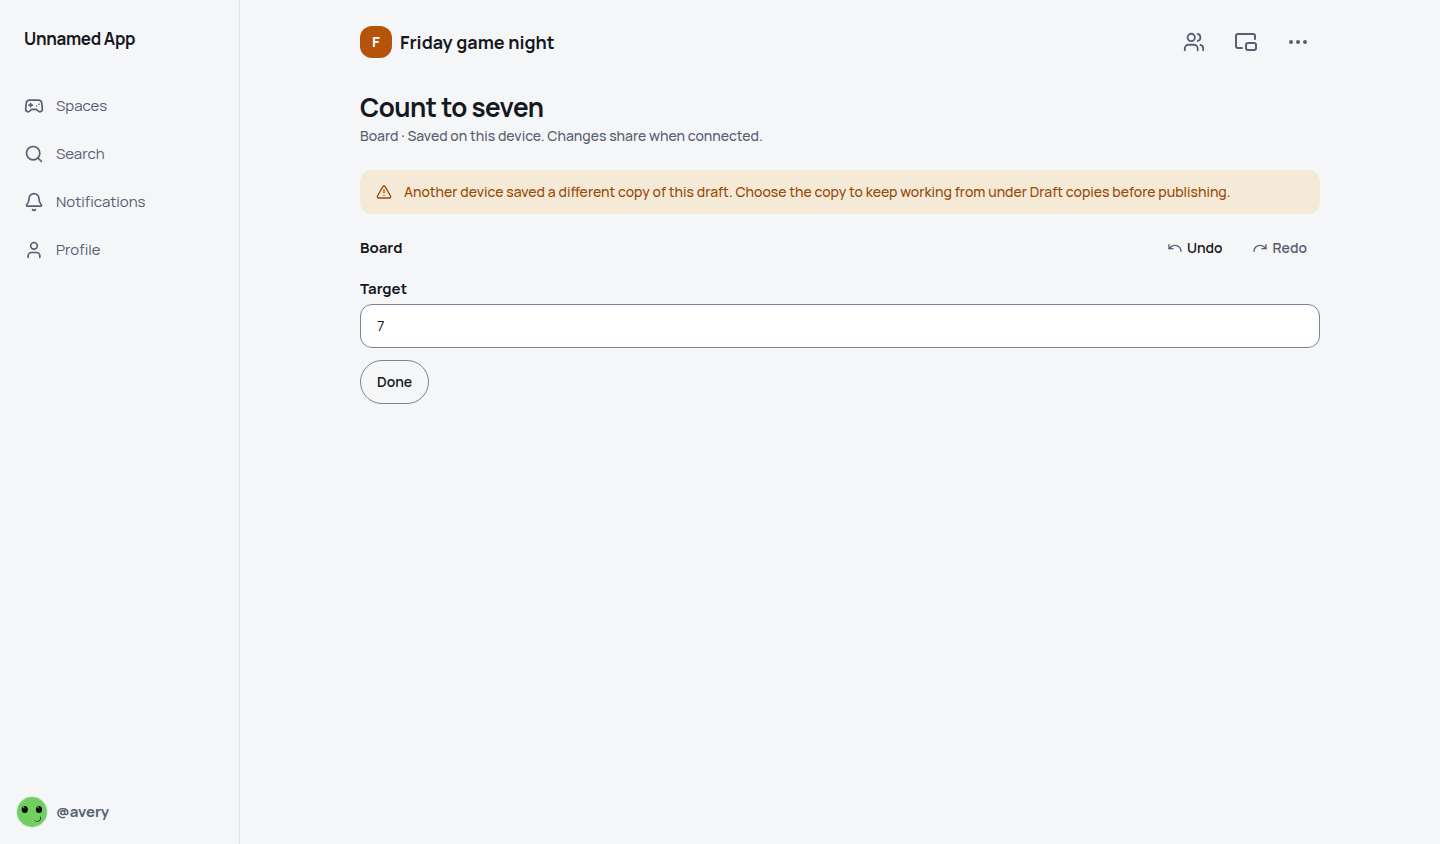 Unnamed App
Spaces
Search
Notifications
Profile
@avery
F
Friday game night
Count to seven
Board · Saved on this device. Changes share when connected.
Another device saved a different copy of this draft. Choose the copy to keep working from under Draft copies before publishing.
Board
Undo
Redo
Target
7
Done